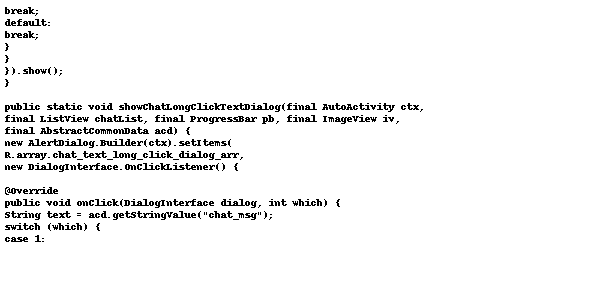 break;
default:
break;
}
}
}).show();
}
public static void showChatLongClickTextDialog(final AutoActivity ctx,
final ListView chatList, final ProgressBar pb, final ImageView iv,
final AbstractCommonData acd) {
new AlertDialog.Builder(ctx).setItems(
R.array.chat_text_long_click_dialog_arr,
new DialogInterface.OnClickListener() {
@Override
public void onClick(DialogInterface dialog, int which) {
String text = acd.getStringValue("chat_msg");
switch (which) {
case 1: